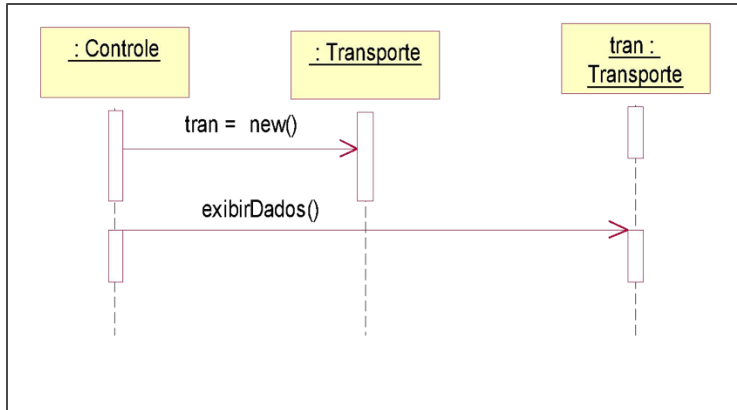 : Controle
: Transporte
tran :
Transporte
tran = new()
exibirDados()